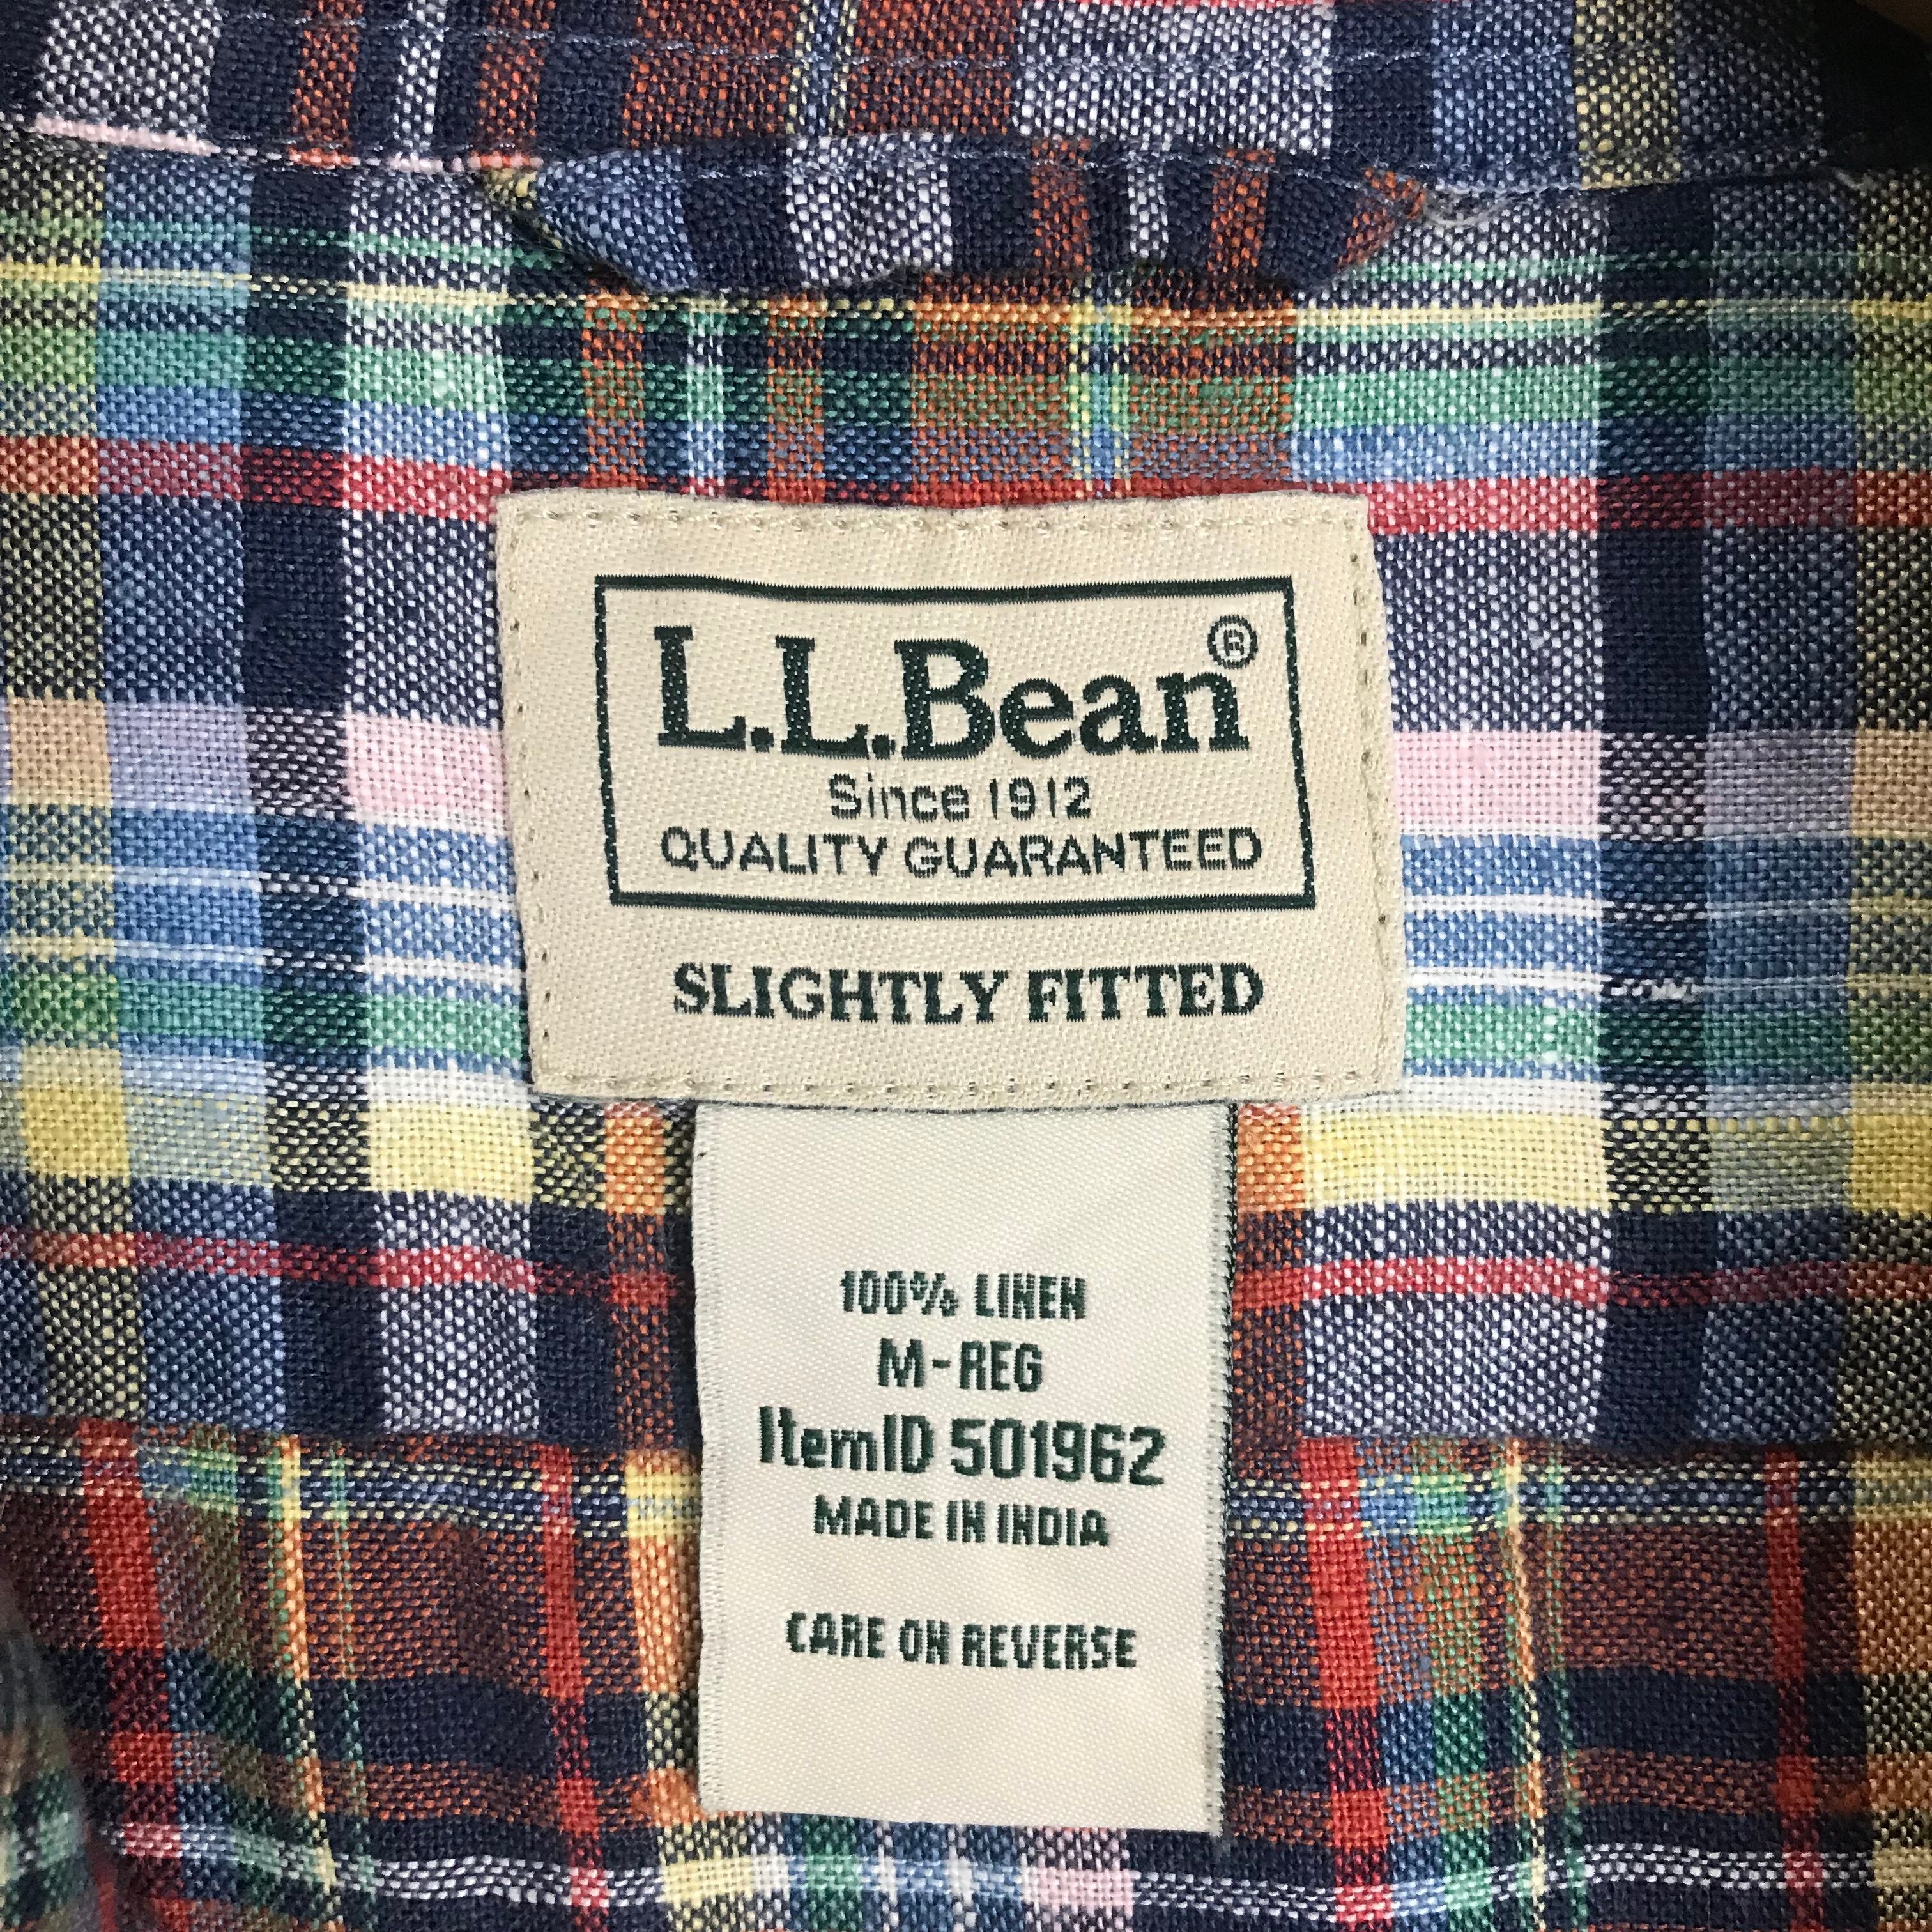 L.L.Bean®
Since 1912
QUALITY GUARANTEED
SLIGHTLY FITTED
100% LINEN
M-REG
ItemID 501962
MADE IN INDIA
CARE ON REVERSE